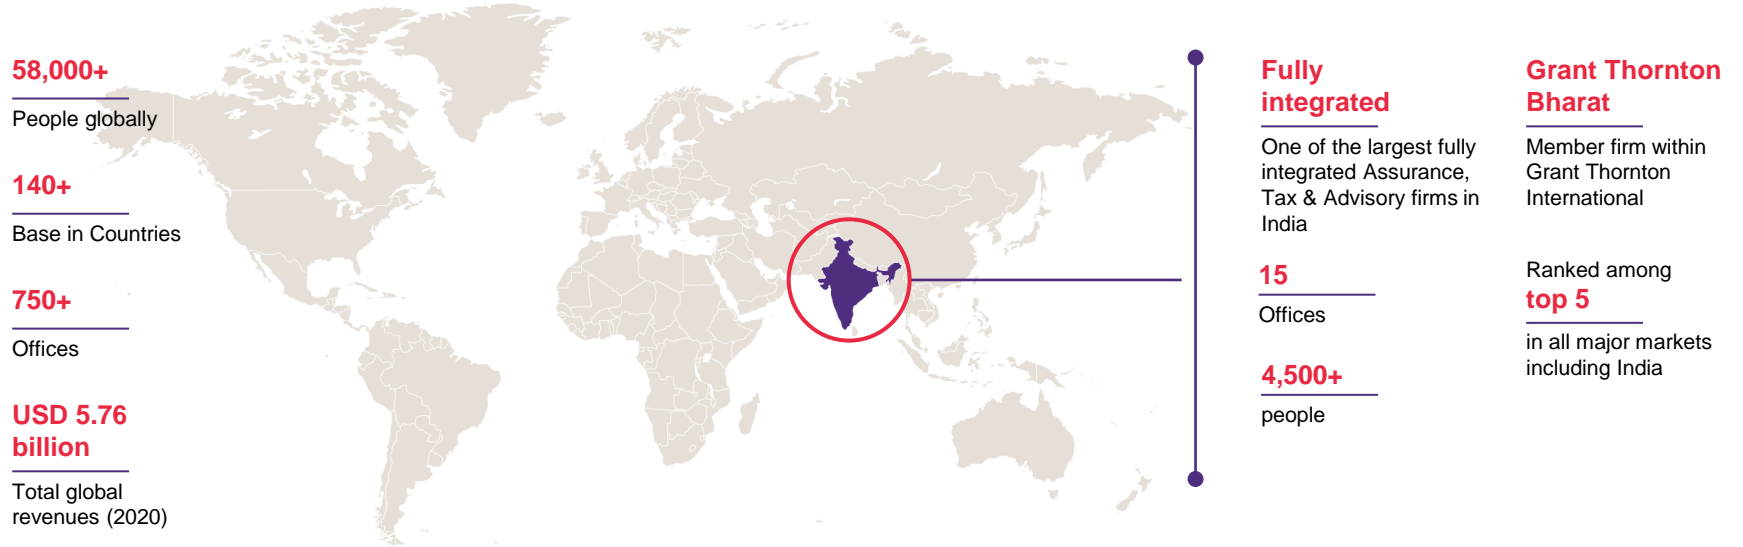 58,000+
People globally
140+
Base in Countries
750+
Offices
USD 5.76
billion
Total global
revenues (2020)
Fully
integrated
One of the largest fully
integrated Assurance,
Tax & Advisory firms in
India
15
Offices
4,500+
people
Grant Thornton
Bharat
Member firm within
Grant Thornton
International
Ranked among
top 5
in all major markets
including India